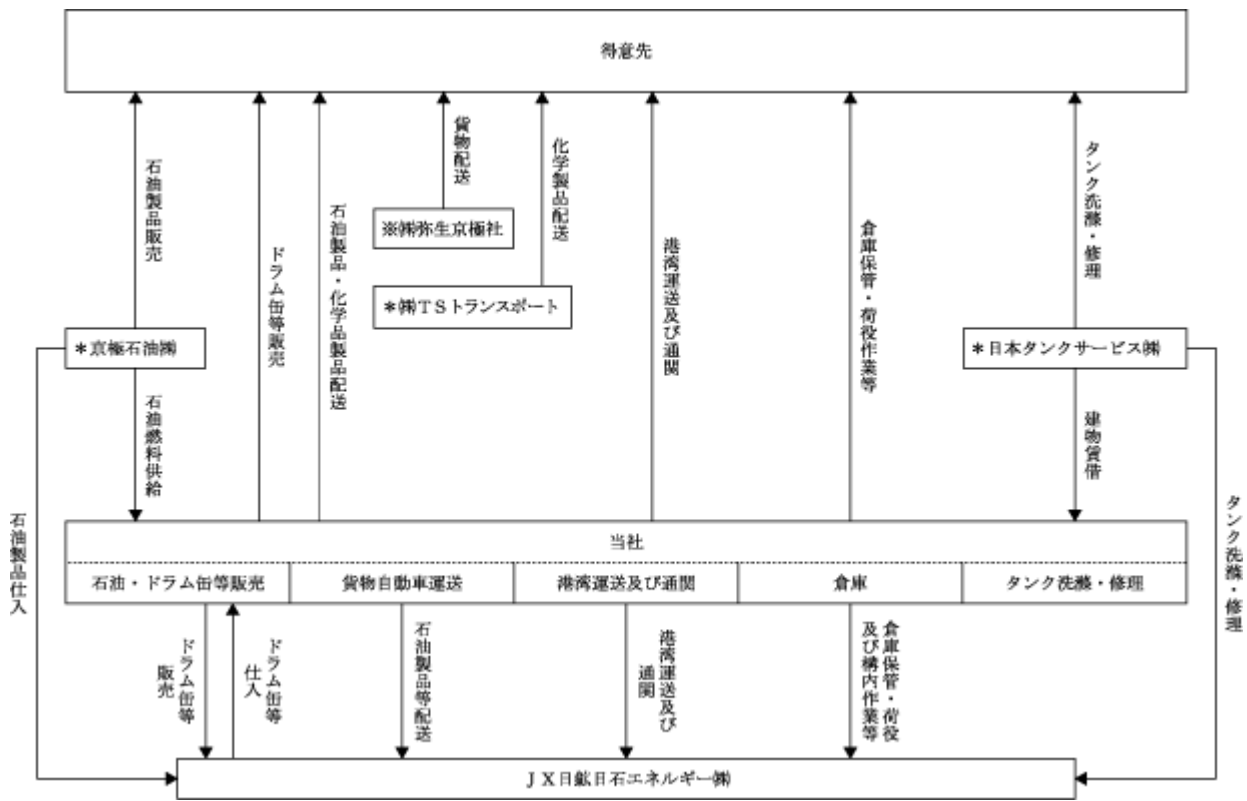 得意先
石油製品販売
ドラム缶等販売
石油製品・化学品製品配送
貨物配送
※㈱弥生京極社
化学製品配送
＊㈱TSトランスポート
港湾運送及び通関
倉庫保管・荷役作業等
タンク洗滌・修理
＊京極石油㈱
＊日本タンクサービス㈱
石油燃料供給
建物賃借
石油製品仕入
タンク洗滌・修理
当社
石油・ドラム缶等販売
貨物自動車運送
港湾運送及び通関
倉庫
タンク洗滌・修理
ドラム缶等
販売
ドラム缶等
仕入
石油製品等配送
港湾運送及び
通関
倉庫保管・荷役
及び構内作業等
JX日鉱日石エネルギー㈱